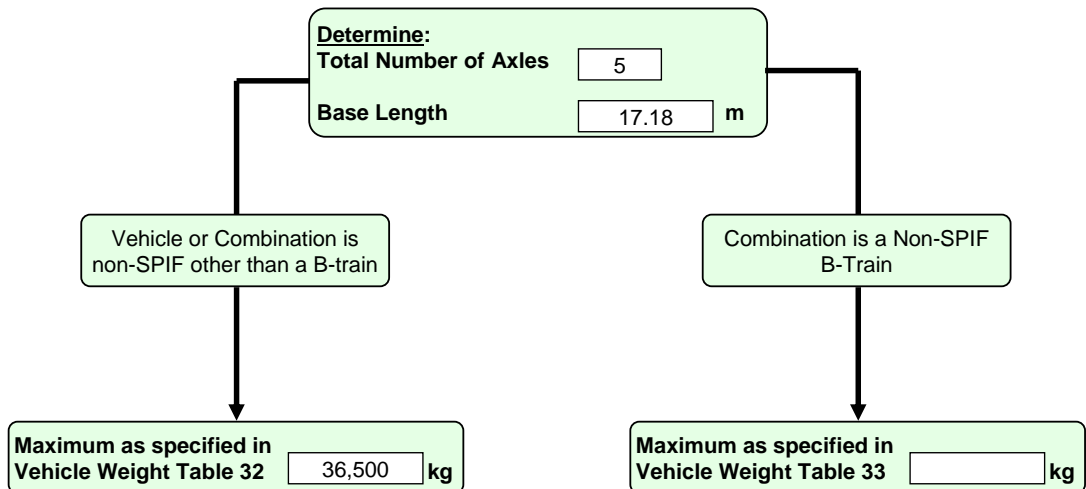 Determine:
Total Number of Axles 5
Base Length 17.18 m
Vehicle or Combination is
non-SPIF other than a B-train
Combination is a Non-SPIF
B-Train
Maximum as specified in
Vehicle Weight Table 32 36,500 kg
Maximum as specified in
Vehicle Weight Table 33 kg